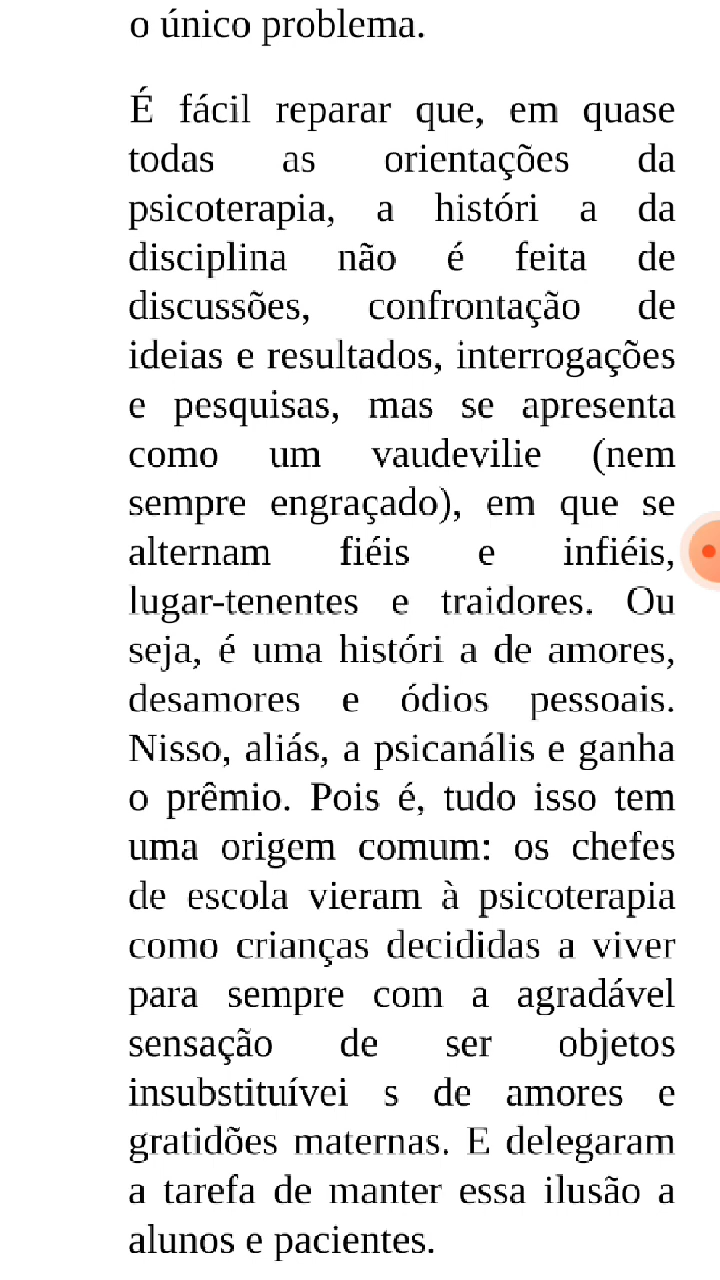 o único problema.
É fácil reparar que, em quase
todas as orientações da
psicoterapia, a históri a da
disciplina não é feita de
discussões, confrontação de
ideias e resultados, interrogações
e pesquisas, mas se apresenta
como um vaudevilie (nem
sempre engraçado), em que se
alternam fiéis e infiéis,
lugar-tenentes e traidores. Ou
seja, é uma históri a de amores,
desamores e ódios pessoais.
Nisso, aliás, a psicanális e ganha
o prêmio. Pois é, tudo isso tem
uma origem comum: os chefes
de escola vieram à psicoterapia
como crianças decididas a viver
para sempre com a agradável
sensação de ser objetos
insubstituívei s de amores e
gratidões maternas. E delegaram
a tarefa de manter essa ilusão a
alunos e pacientes.